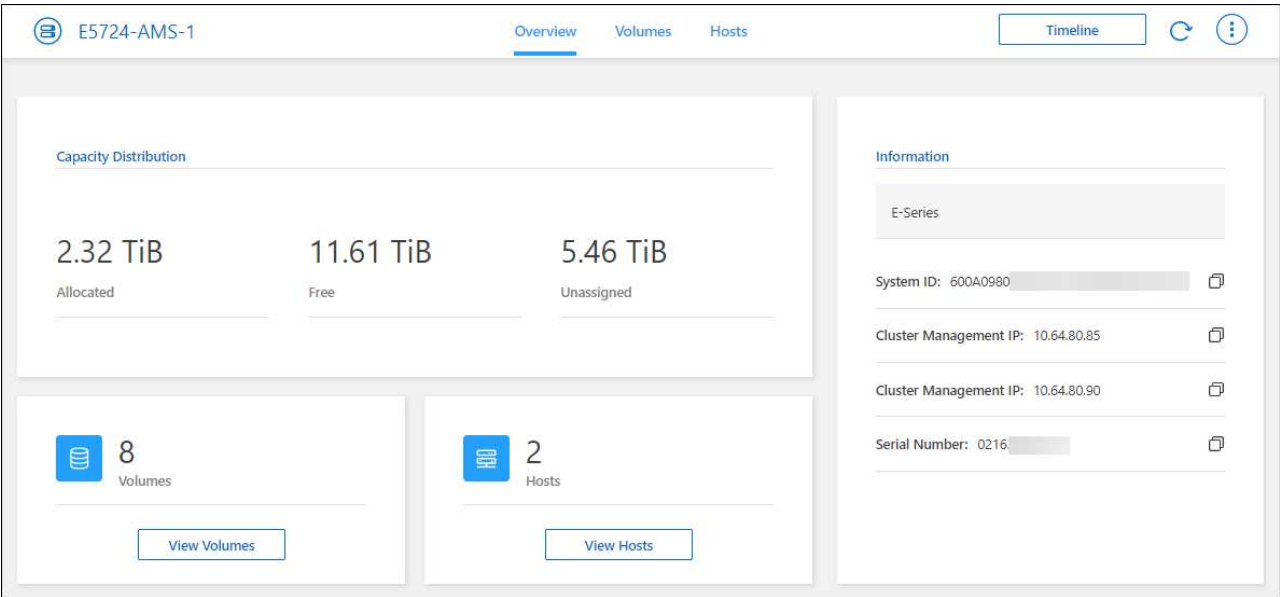 E5724-AMS-1
Overview Volumes Hosts
Timeline
Capacity Distribution
2.32 TiB 11.61 TiB 5.46 TiB
Allocated Free Unassigned
8
Volumes
View Volumes
2
Hosts
View Hosts
Information
E-Series
System ID: 600A0980
Cluster Management IP: 10.64.80.85
Cluster Management IP: 10.64.80.90
Serial Number: 0216